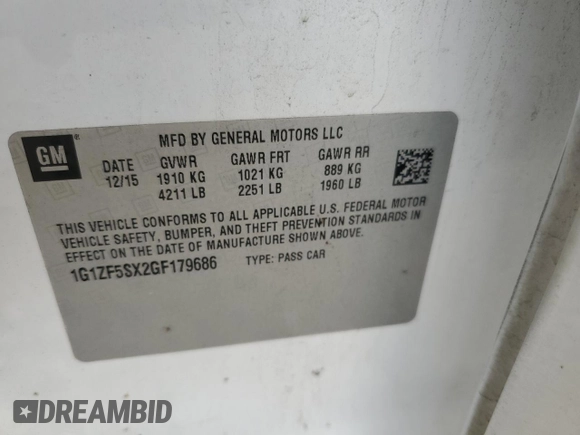 GM
MFD BY GENERAL MOTORS LLC
DATE GVWR GAWR FRT GAWR RR
12/15 1910 KG 1021 KG 889 KG
4211 LB 2251 LB 1960 LB
THIS VEHICLE CONFORMS TO ALL APPLICABLE U.S. FEDERAL MOTOR
VEHICLE SAFETY, BUMPER, AND THEFT PREVENTION STANDARDS IN
EFFECT ON THE DATE OF MANUFACTURE SHOWN ABOVE.
1G1ZF5SX2GF179686 TYPE: PASS CAR
DREAMBID